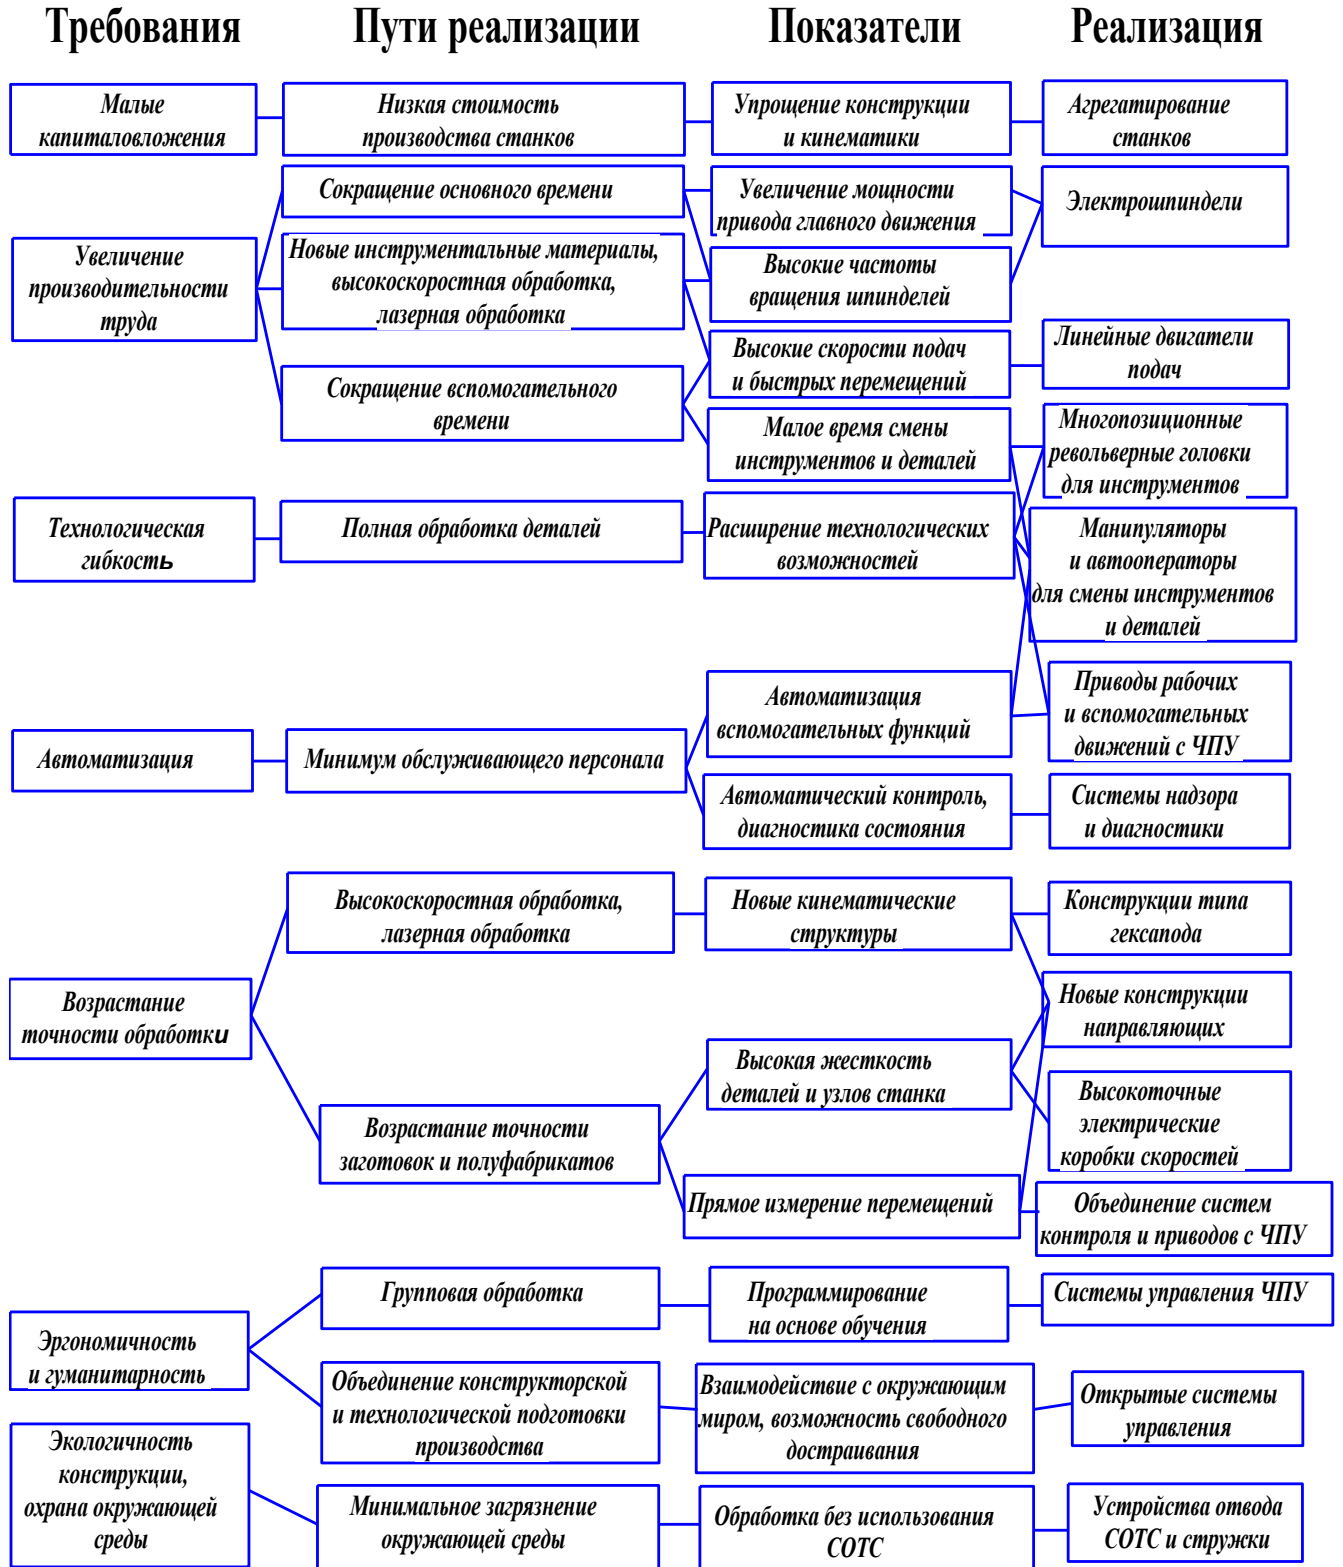 Требования
Пути реализации
Показатели
Реализация
Малые
капиталовложения
Низкая стоимость
производства станков
Упрощение конструкции
и кинематики
Агрегатирование
станков
Увеличение
производительности
труда
Сокращение основного времени
Увеличение мощности
привода главного движения
Электрошпиндели
Новые инструментальные материалы,
высокоскоростная обработка,
лазерная обработка
Высокие частоты
вращения шпинделей
Сокращение вспомогательного
времени
Высокие скорости подач
и быстрых перемещений
Линейные двигатели
подач
Малое время смены
инструментов и деталей
Многопозиционные
револьверные головки
для инструментов
Технологическая
гибкость
Полная обработка деталей
Расширение технологических
возможностей
Манипуляторы
и автооператоры
для смены инструментов
и деталей
Автоматизация
Минимум обслуживающего персонала
Автоматизация
вспомогательных функций
Приводы рабочих
и вспомогательных
движений с ЧПУ
Автоматический контроль,
диагностика состояния
Системы надзора
и диагностики
Возрастание
точности обработки
Высокоскоростная обработка,
лазерная обработка
Новые кинематические
структуры
Конструкции типа
гексапода
Новые конструкции
направляющих
Возрастание точности
заготовок и полуфабрикатов
Высокая жесткость
деталей и узлов станка
Высокоточные
электрические
коробки скоростей
Прямое измерение перемещений
Объединение систем
контроля и приводов с ЧПУ
Эргономичность
и гуманитарность
Групповая обработка
Программирование
на основе обучения
Системы управления ЧПУ
Объединение конструкторской
и технологической подготовки
производства
Взаимодействие с окружающим
миром, возможность свободного
достраивания
Открытые системы
управления
Экологичность
конструкции,
охрана окружающей
среды
Минимальное загрязнение
окружающей среды
Обработка без использования
СОТС
Устройства отвода
СОТС и стружки